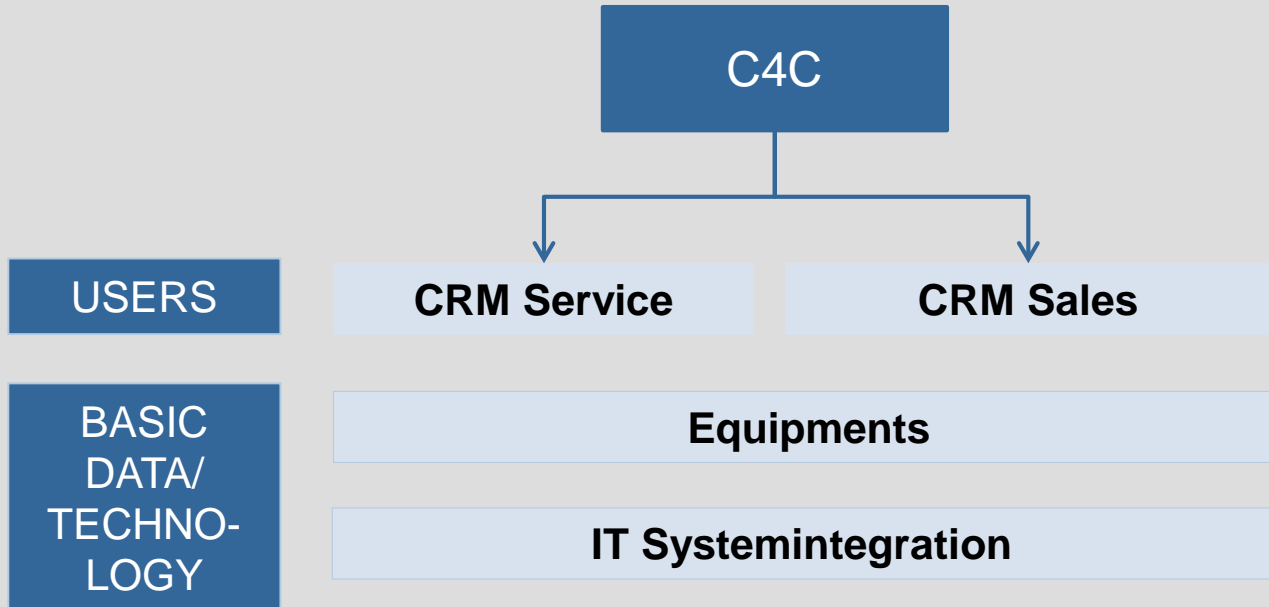 C4C
USERS
CRM Service
CRM Sales
BASIC
DATA/
TECHNO-
LOGY
Equipments
IT Systemintegration